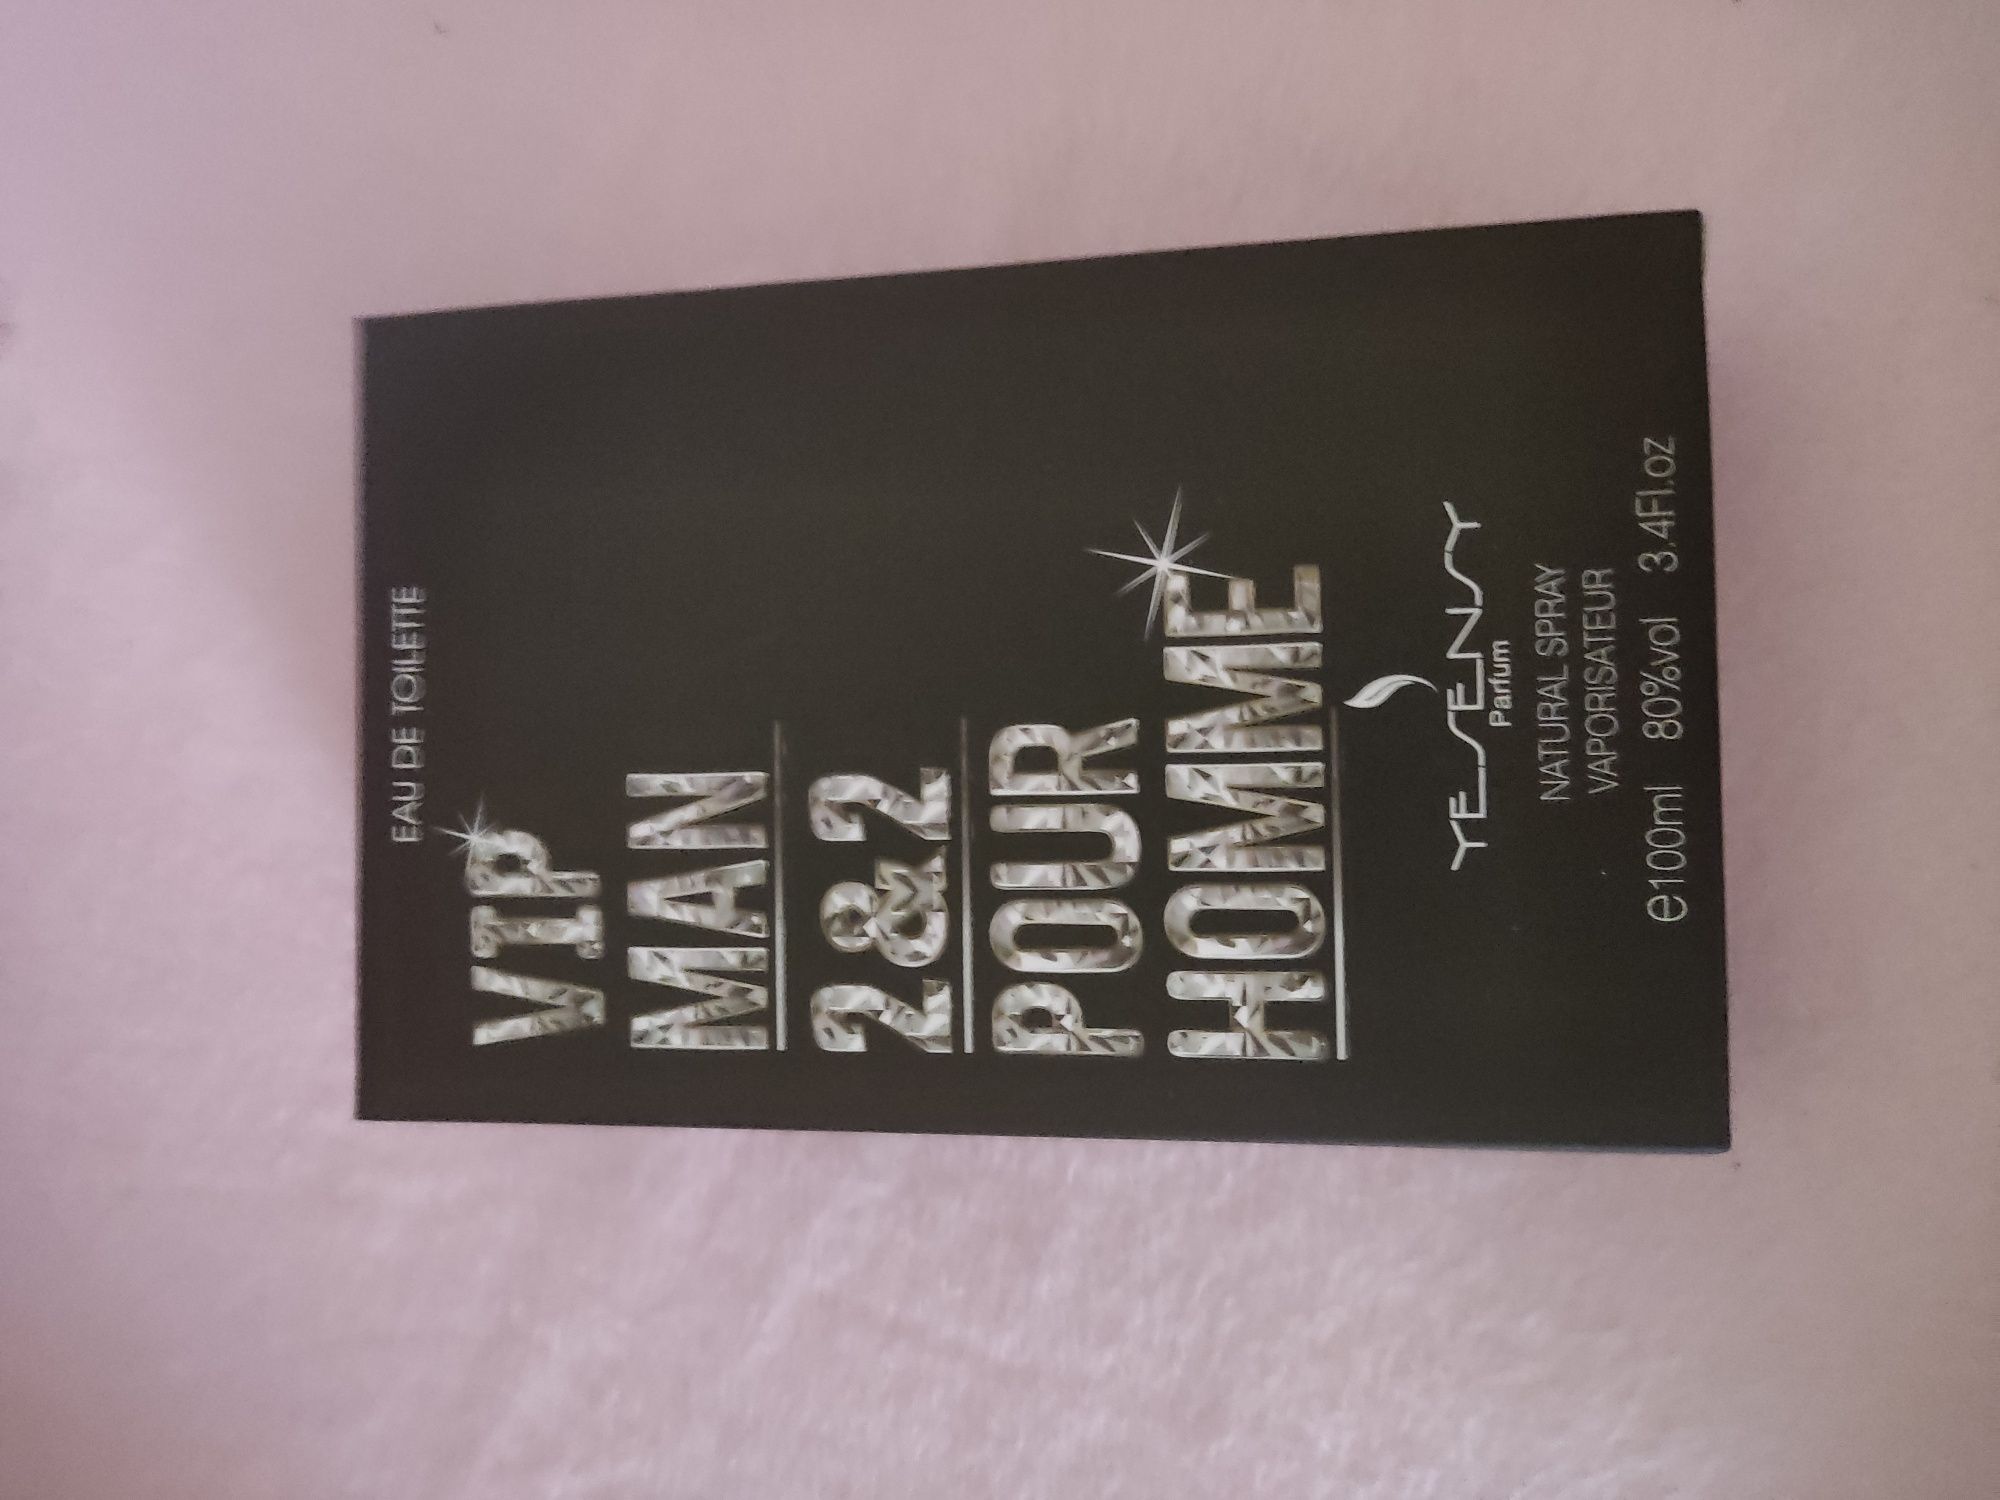 EAU DE TOILETTE
VIP
MAN
2&2
POUR
HOMME
YESENSY
Parfum
NATURAL SPRAY
VAPORISATEUR
e100ml 80%vol 3.4Fl.oz